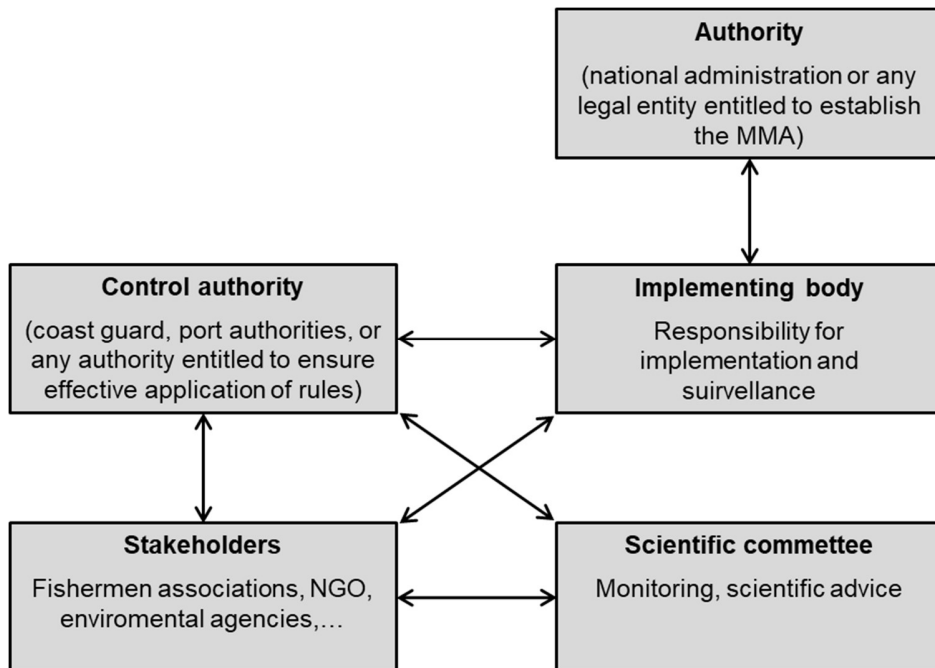 Authority
(national administration or any
legal entity entitled to establish
the MMA)
Control authority
(coast guard, port authorities, or
any authority entitled to ensure
effective application of rules)
Implementing body
Responsibility for
implementation and
suirvellance
Stakeholders
Fishermen associations, NGO,
enviromental agencies,...
Scientific commettee
Monitoring, scientific advice